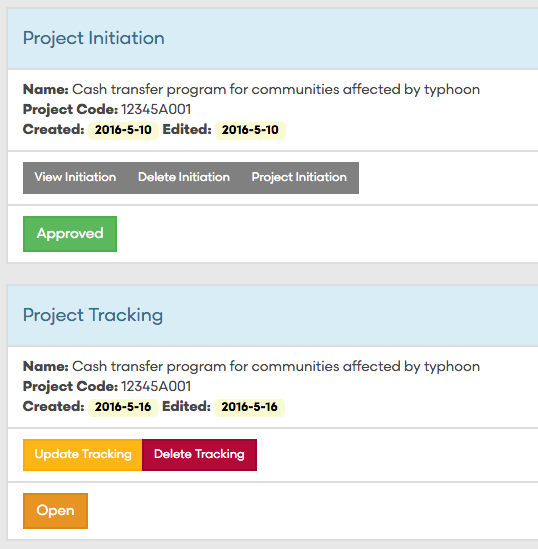 Project Initiation
Name: Cash transfer program for communities affected by typhoon
Project Code: 12345A001
Created: 2016-5-10 Edited: 2016-5-10
View Initiation Delete Initiation Project Initiation
Approved
Project Tracking
Name: Cash transfer program for communities affected by typhoon
Project Code: 12345A001
Created: 2016-5-16 Edited: 2016-5-16
Update Tracking Delete Tracking
Open